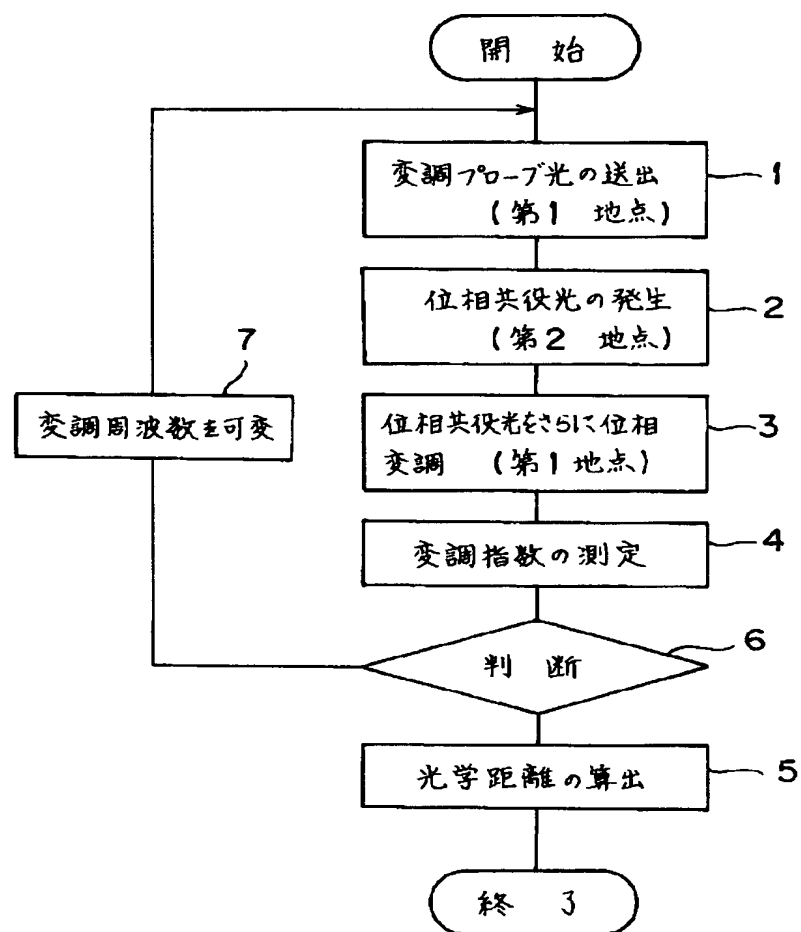 開 始
変調プローブ光の送出
(第1 地点)
1
位相共役光の発生
(第2 地点)
2
7
変調周波数を可変
位相共役光をさらに位相
変調 (第1地点)
3
変調指数の測定
4
判 断
6
光学距離の算出
5
終 了